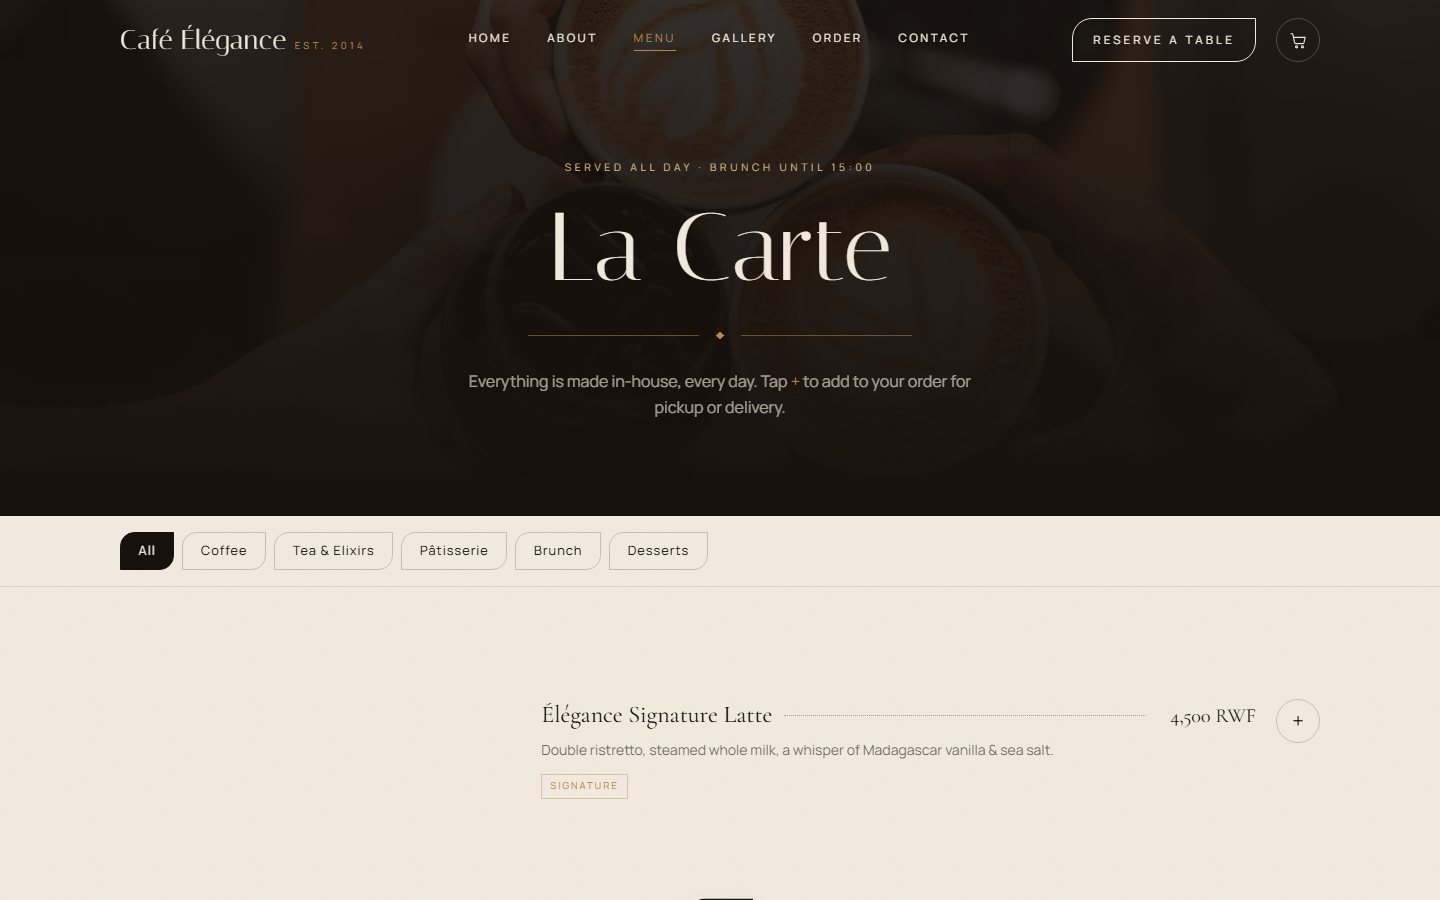 Café Élégance EST. 2014
HOME ABOUT MENU GALLERY ORDER CONTACT
RESERVE A TABLE
SERVED ALL DAY · BRUNCH UNTIL 15:00
La Carte
Everything is made in-house, every day. Tap + to add to your order for
pickup or delivery.
All Coffee Tea & Elixirs Pâtisserie Brunch Desserts
Élégance Signature Latte 4,500 RWF +
Double ristretto, steamed whole milk, a whisper of Madagascar vanilla & sea salt.
SIGNATURE